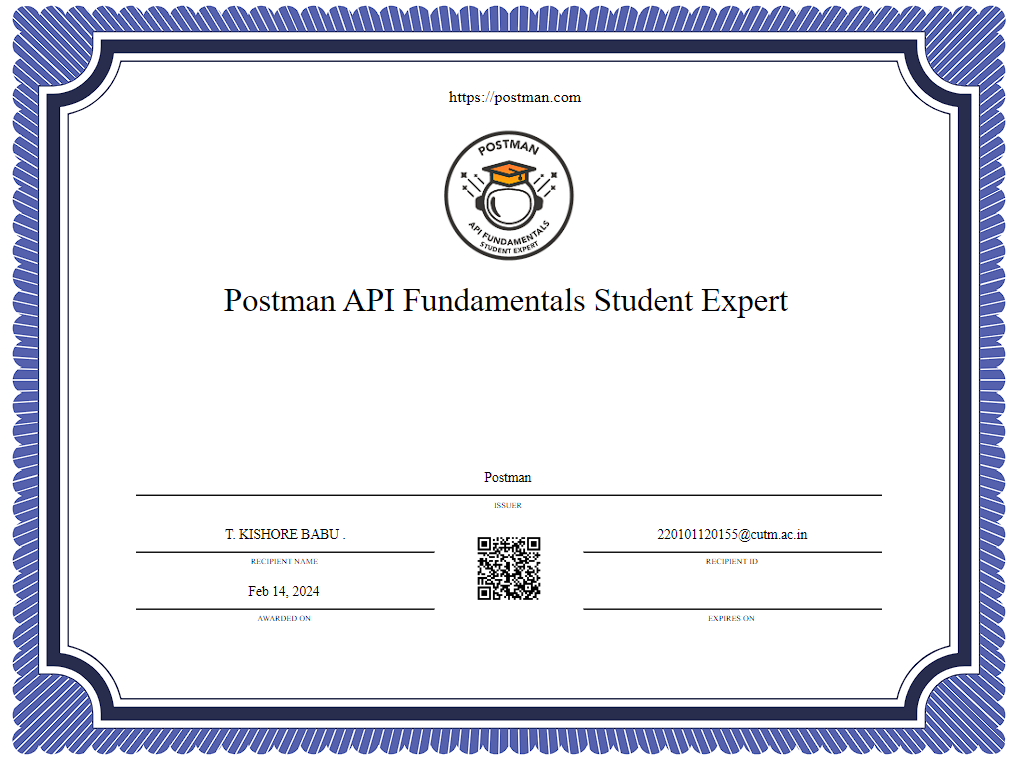 https://postman.com
POSTMAN
API FUNDAMENTALS
STUDENT EXPERT
Postman API Fundamentals Student Expert
Postman
ISSUER
T. KISHORE BABU .
220101120155@cutm.ac.in
RECIPIENT NAME
RECIPIENT ID
Feb 14, 2024
AWARDED ON
EXPIRES ON